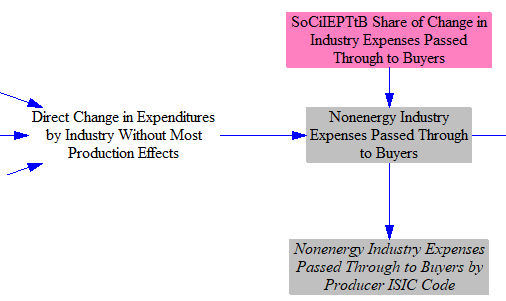 SoCiIEPTtB Share of Change in
Industry Expenses Passed
Through to Buyers
Direct Change in Expenditures
by Industry Without Most
Production Effects
Nonenergy Industry
Expenses Passed Through
to Buyers
Nonenergy Industry Expenses
Passed Through to Buyers by
Producer ISIC Code